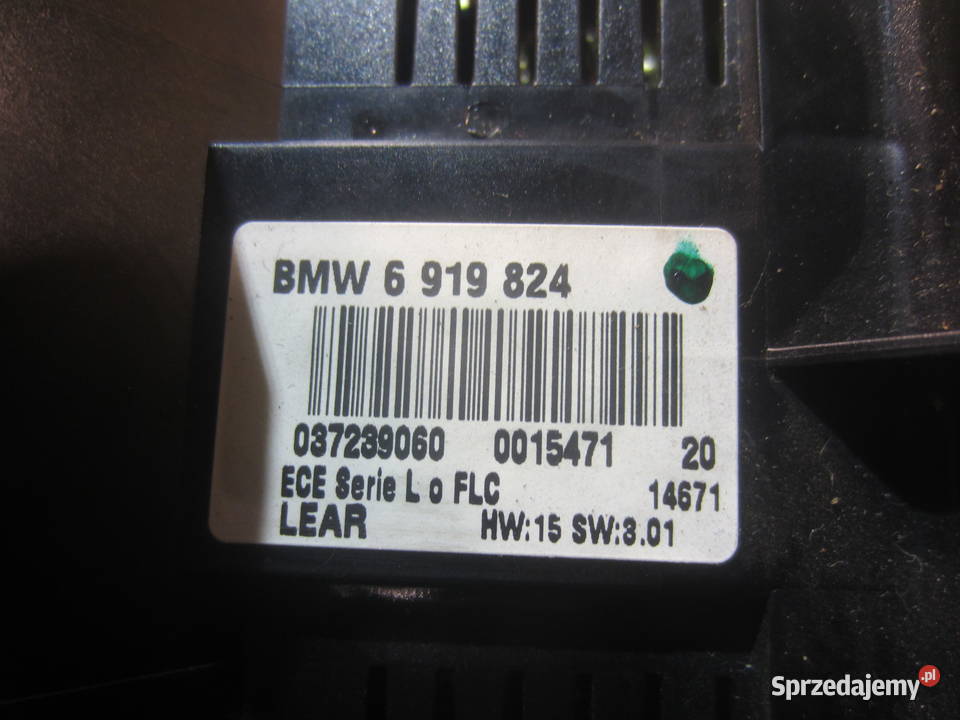 BMW 6 919 824
037239060 0015471 20
ECE Serie L o FLC 14671
LEAR HW:15 SW:3.01
Sprzedajemy.pl